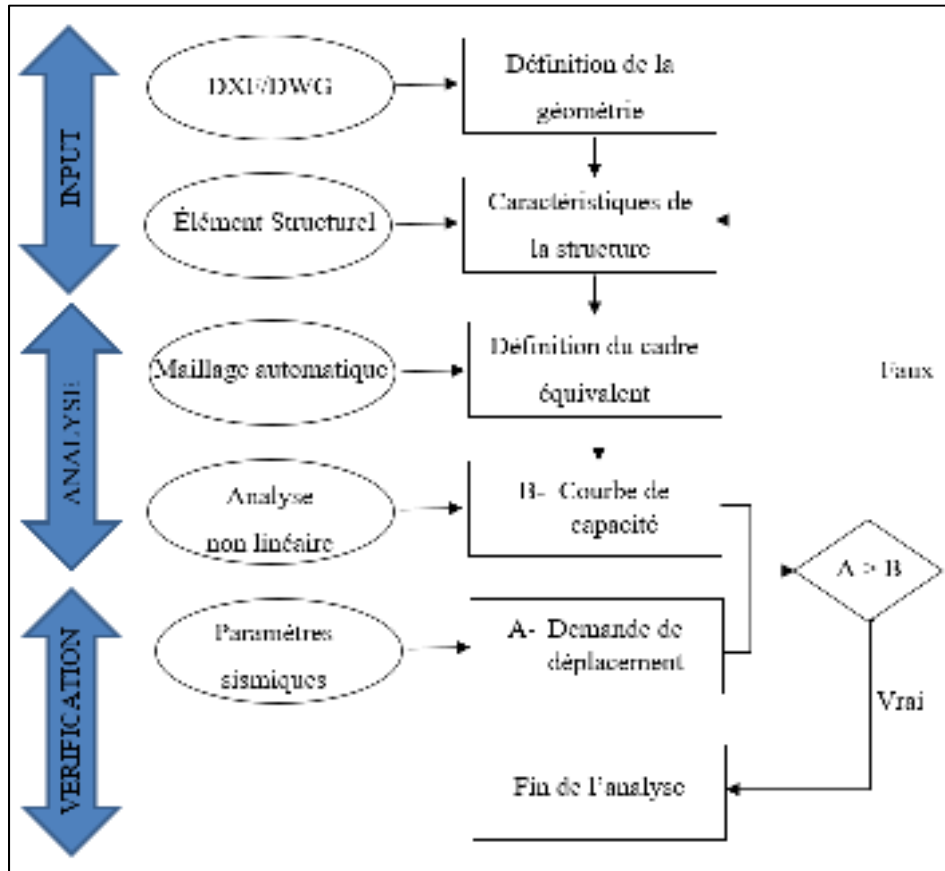 INPUT
DXF/DWG
Définition de la
géométrie
Élément Structurel
Caractéristiques de
la structure
ANALYSE
Maillage automatique
Définition du cadre
équivalent
Faux
Analyse
non linéaire
B- Courbe de
capacité
A > B
VERIFICATION
Paramètres
sismiques
A- Demande de
déplacement
Vrai
Fin de l'analyse